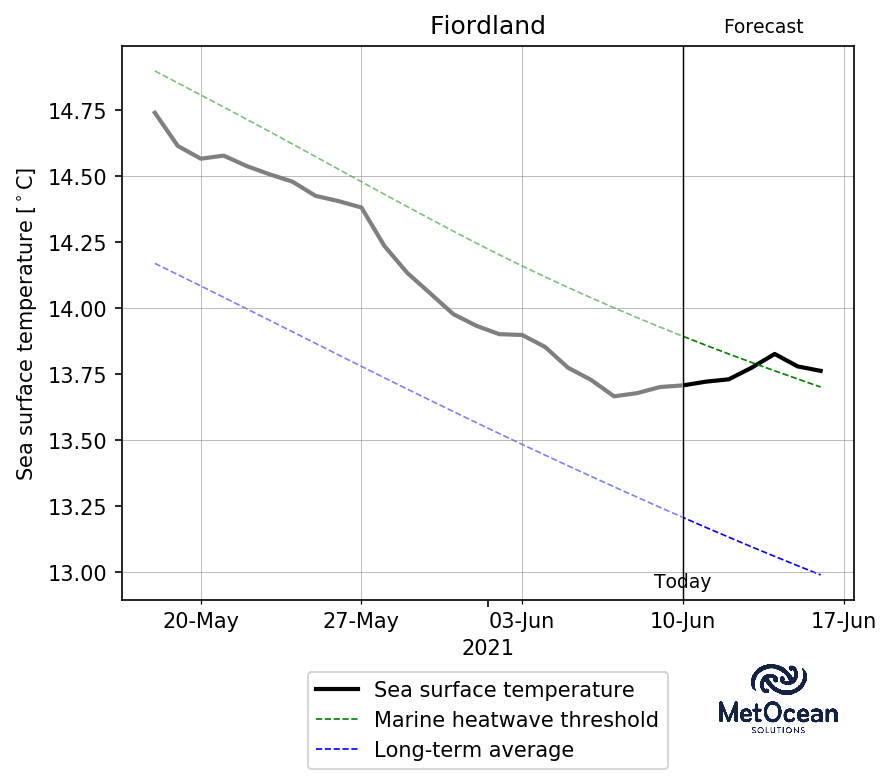 Fiordland
Forecast
Sea surface temperature [°C]
14.75
14.50
14.25
14.00
13.75
13.50
13.25
13.00
Today
20-May 27-May 03-Jun 10-Jun 17-Jun
2021
Sea surface temperature
Marine heatwave threshold
Long-term average
MetOcean
SOLUTIONS